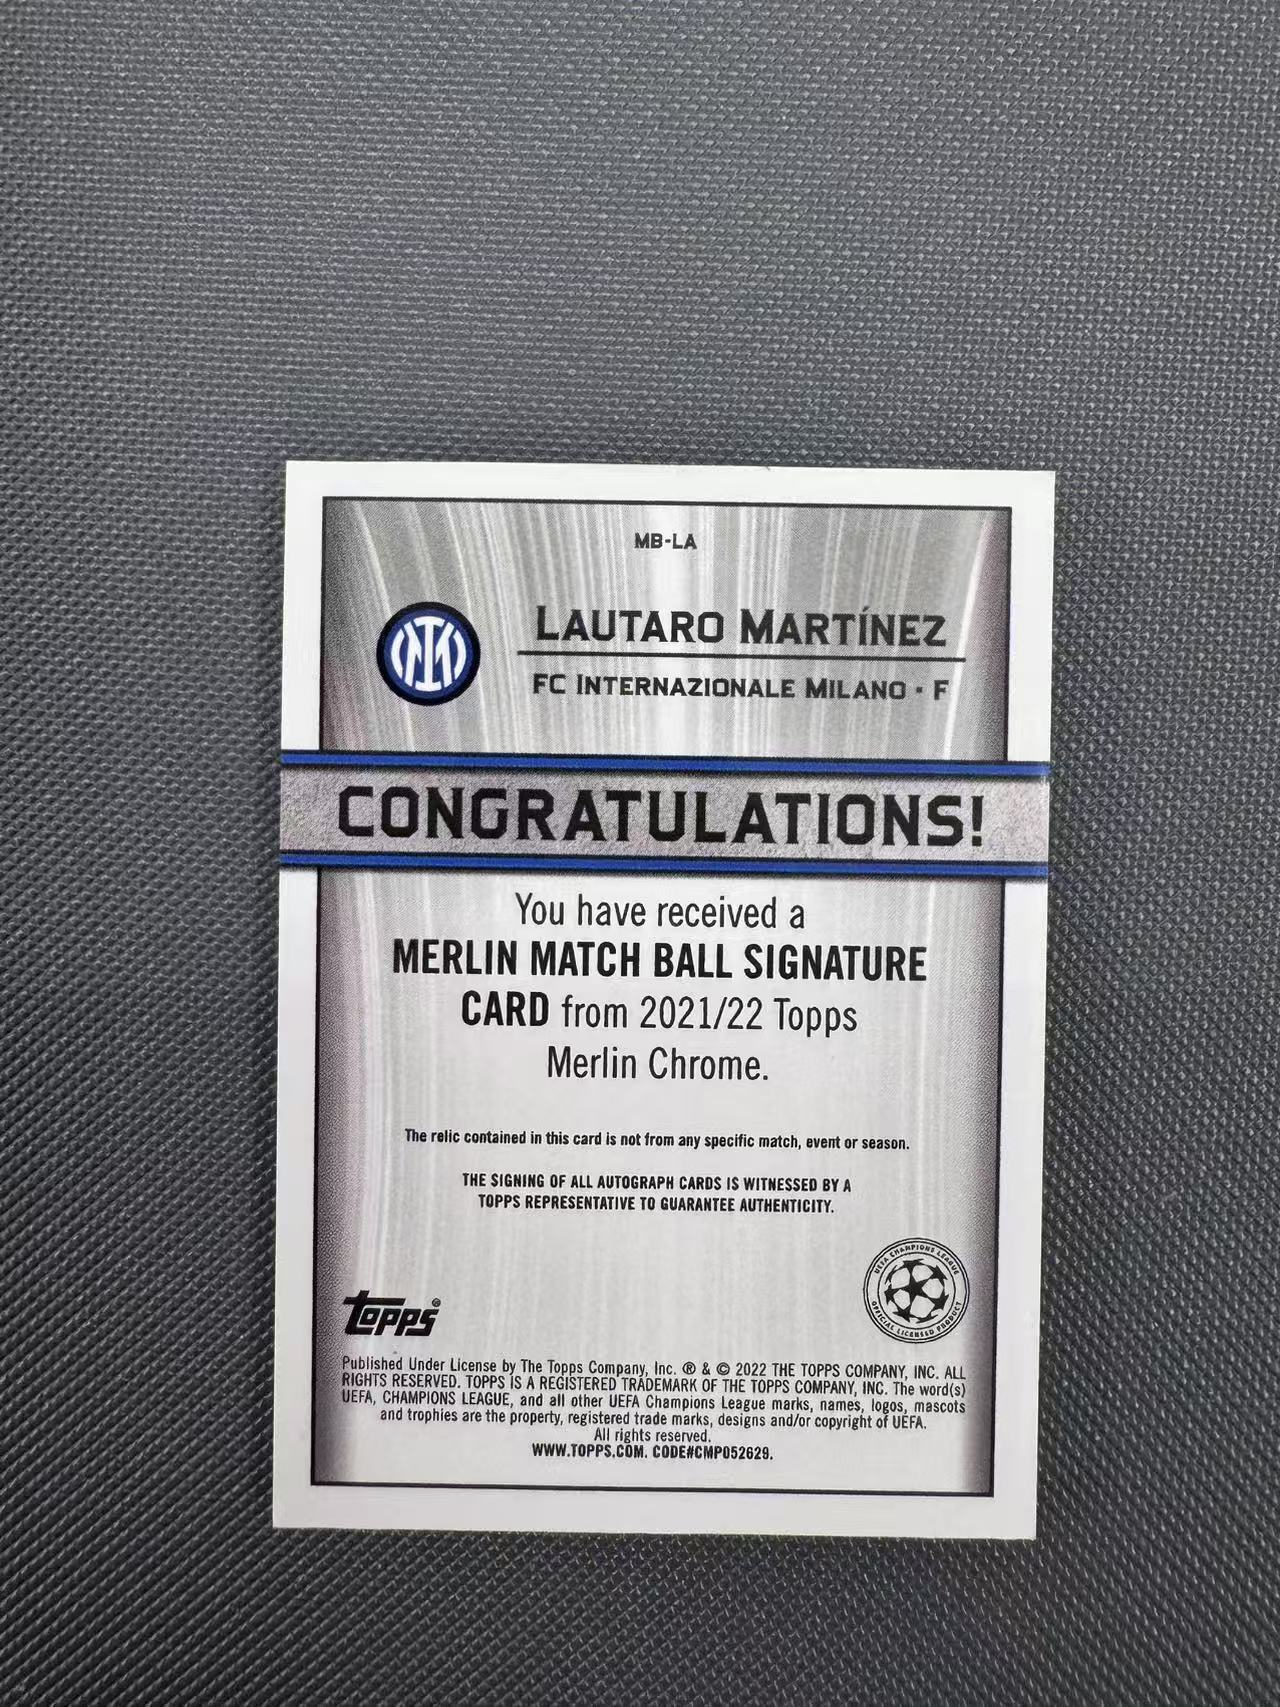 MB-LA
LAUTARO MARTÍNEZ
FC INTERNAZIONALE MILANO • F
CONGRATULATIONS!
You have received a
MERLIN MATCH BALL SIGNATURE
CARD from 2021/22 Topps
Merlin Chrome.
The relic contained in this card is not from any specific match, event or season.
THE SIGNING OF ALL AUTOGRAPH CARDS IS WITNESSED BY A
TOPPS REPRESENTATIVE TO GUARANTEE AUTHENTICITY.
UEFA CHAMPIONS LEAGUE
OFFICIAL LICENSED PRODUCT
topps®
Published Under License by The Topps Company, Inc. ® & © 2022 THE TOPPS COMPANY, INC. ALL
RIGHTS RESERVED. TOPPS IS A REGISTERED TRADEMARK OF THE TOPPS COMPANY, INC. The word(s)
UEFA, CHAMPIONS LEAGUE, and all other UEFA Champions League marks, names, logos, mascots
and trophies are the property, registered trade marks, designs and/or copyright of UEFA.
All rights reserved.
WWW.TOPPS.COM. CODE#CMP052629.